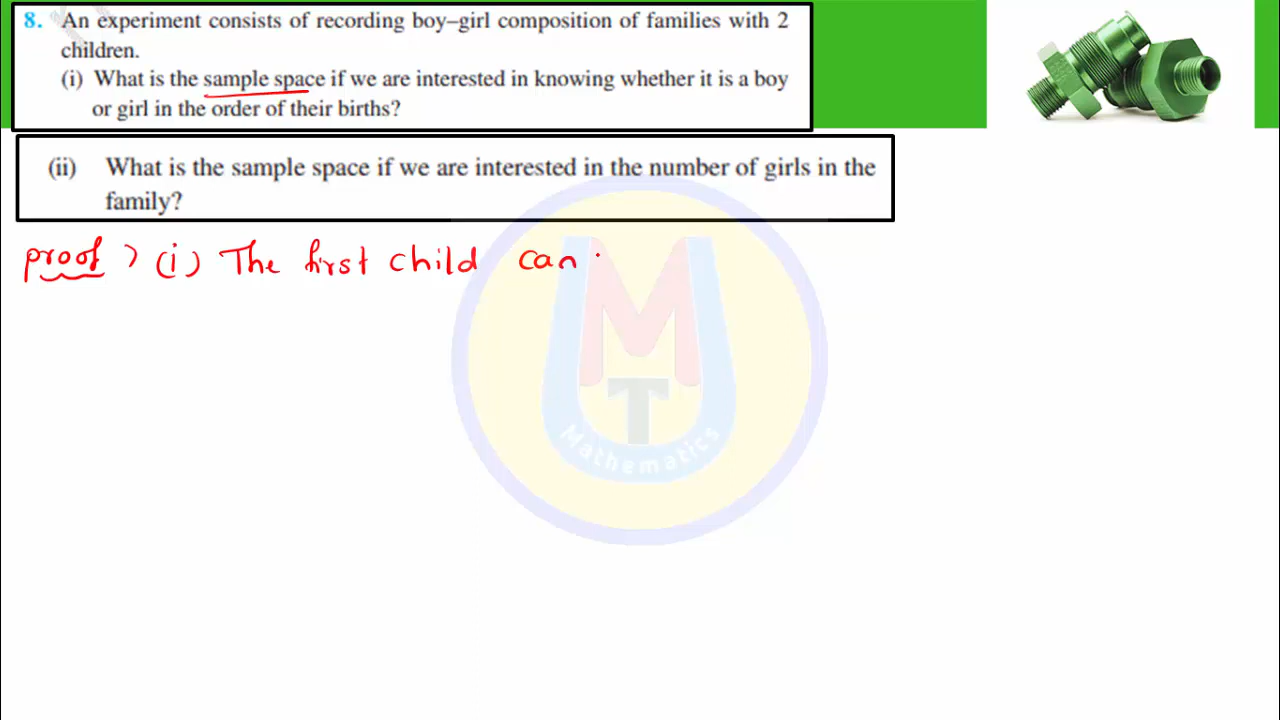 8. An experiment consists of recording boy–girl composition of families with 2
children.
(i) What is the sample space if we are interested in knowing whether it is a boy
or girl in the order of their births?
(ii) What is the sample space if we are interested in the number of girls in the
family?
proof > (i) The first child can
MTU
Mathematics